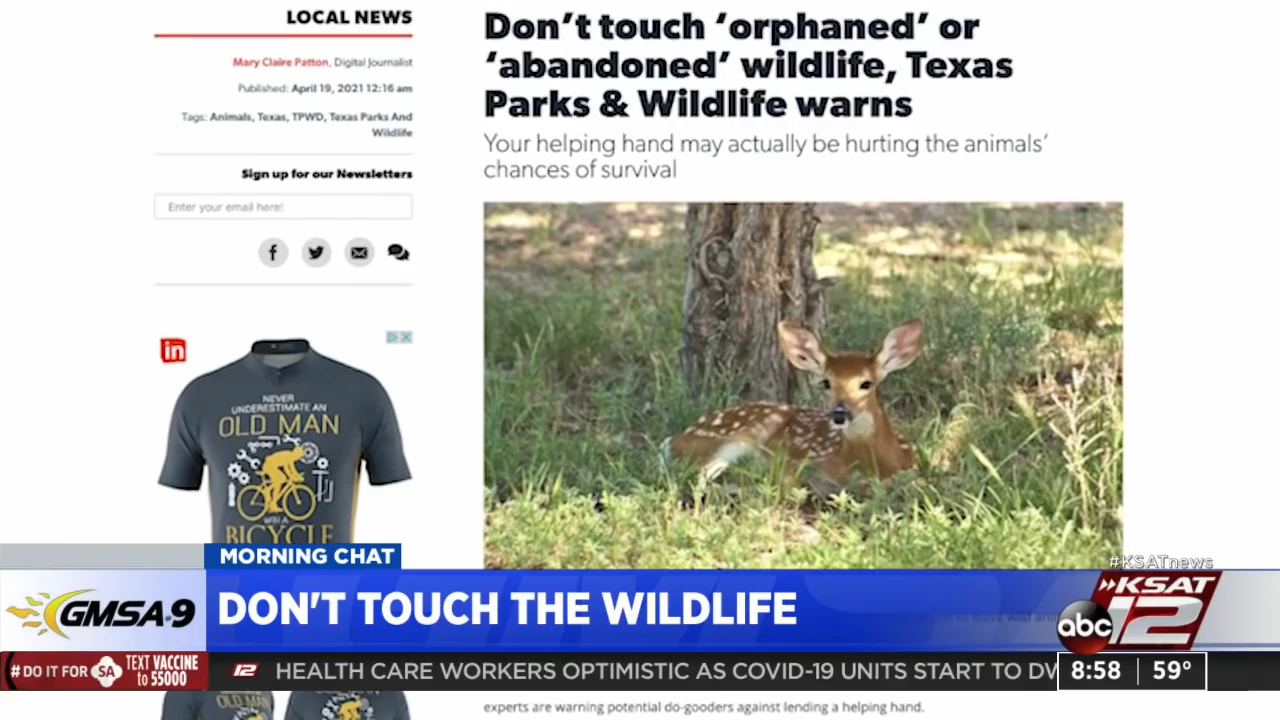 LOCAL NEWS
Mary Claire Patton, Digital Journalist
Published: April 19, 2021 12:16 am
Tags: Animals, Texas, TPWD, Texas Parks And
Wildlife
Sign up for our Newsletters
Enter your email here!
Don't touch 'orphaned' or
'abandoned' wildlife, Texas
Parks & Wildlife warns
Your helping hand may actually be hurting the animals'
chances of survival
in
NEVER
UNDERESTIMATE AN
OLD MAN
WITH A
BICYCLE
#KSATnews
MORNING CHAT
GMSA@9
DON'T TOUCH THE WILDLIFE
KSAT
abc 12
#DO IT FOR SA TEXT VACCINE
to 55000
12 HEALTH CARE WORKERS OPTIMISTIC AS COVID-19 UNITS START TO DW
8:58 59°
OLD MAN
experts are warning potential do-gooders against lending a helping hand.